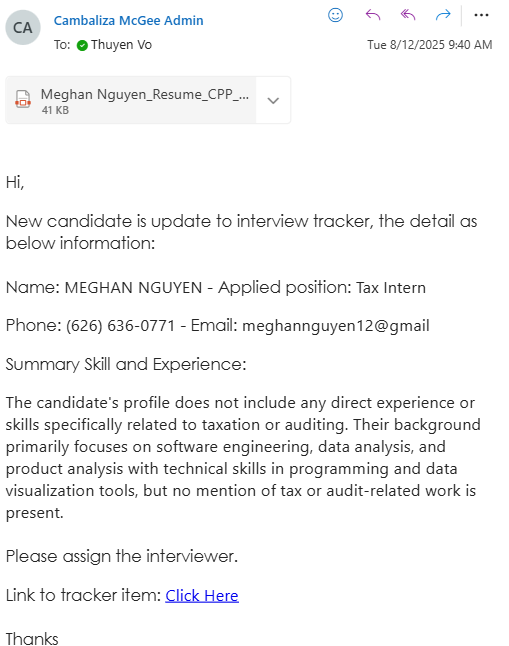 CA
Cambaliza McGee Admin
To: Thuyen Vo
Tue 8/12/2025 9:40 AM
Meghan Nguyen_Resume_CPP_...
41 KB
Hi,
New candidate is update to interview tracker, the detail as
below information:
Name: MEGHAN NGUYEN - Applied position: Tax Intern
Phone: (626) 636-0771 - Email: meghannguyen12@gmail
Summary Skill and Experience:
The candidate's profile does not include any direct experience or
skills specifically related to taxation or auditing. Their background
primarily focuses on software engineering, data analysis, and
product analysis with technical skills in programming and data
visualization tools, but no mention of tax or audit-related work is
present.
Please assign the interviewer.
Link to tracker item: Click Here
Thanks